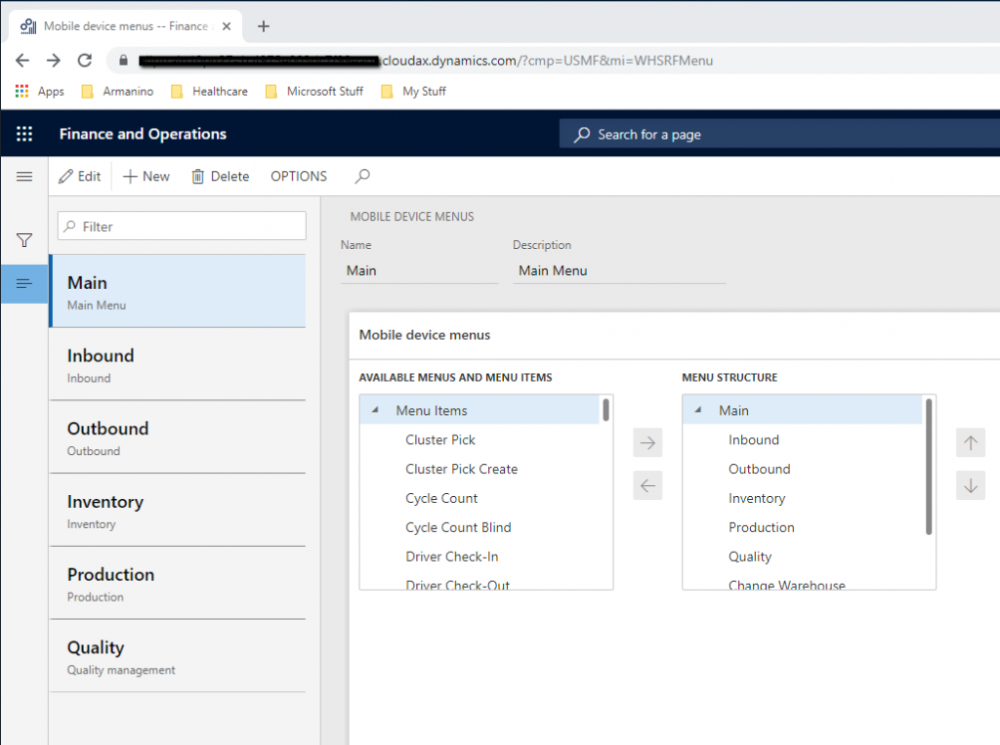 Mobile device menus -- Finance
cloudax.dynamics.com/?cmp=USMF&mi=WHSRFMenu
Apps Armanino Healthcare Microsoft Stuff My Stuff
Finance and Operations Search for a page
Edit New Delete OPTIONS
Filter
Main
Main Menu
Inbound
Inbound
Outbound
Outbound
Inventory
Inventory
Production
Production
Quality
Quality management
MOBILE DEVICE MENUS
Name Description
Main Main Menu
Mobile device menus
AVAILABLE MENUS AND MENU ITEMS
Menu Items
Cluster Pick
Cluster Pick Create
Cycle Count
Cycle Count Blind
Driver Check-In
Driver Check-Out
MENU STRUCTURE
Main
Inbound
Outbound
Inventory
Production
Quality
Change Warehouse